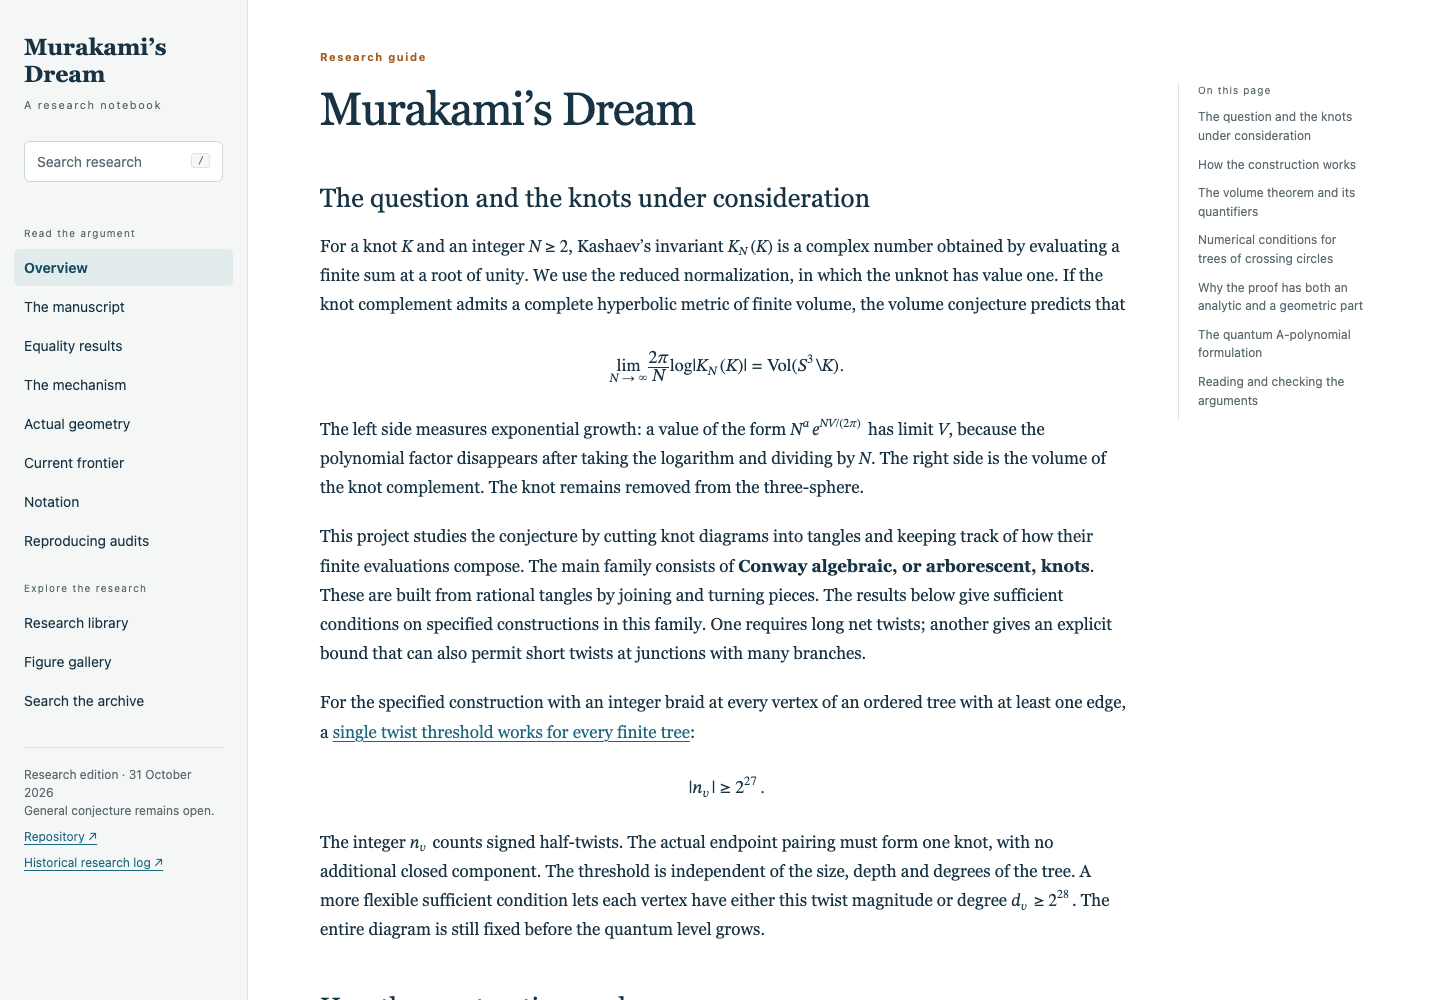 Murakami’s
Dream
A research notebook
Search research /
Read the argument
Overview
The manuscript
Equality results
The mechanism
Actual geometry
Current frontier
Notation
Reproducing audits
Explore the research
Research library
Figure gallery
Search the archive
Research edition · 31 October
2026
General conjecture remains open.
Repository ↗
Historical research log ↗
Research guide
Murakami’s Dream
The question and the knots under consideration
For a knot K and an integer N ≥ 2, Kashaev’s invariant K_N(K) is a complex number obtained by evaluating a
finite sum at a root of unity. We use the reduced normalization, in which the unknot has value one. If the
knot complement admits a complete hyperbolic metric of finite volume, the volume conjecture predicts that
lim_{N→∞} 2π/N log|K_N(K)| = Vol(S³\K).
The left side measures exponential growth: a value of the form N^a e^{NV/(2π)} has limit V, because the
polynomial factor disappears after taking the logarithm and dividing by N. The right side is the volume of
the knot complement. The knot remains removed from the three-sphere.
This project studies the conjecture by cutting knot diagrams into tangles and keeping track of how their
finite evaluations compose. The main family consists of Conway algebraic, or arborescent, knots.
These are built from rational tangles by joining and turning pieces. The results below give sufficient
conditions on specified constructions in this family. One requires long net twists; another gives an explicit
bound that can also permit short twists at junctions with many branches.
For the specified construction with an integer braid at every vertex of an ordered tree with at least one edge,
a single twist threshold works for every finite tree:
|n_v| ≥ 2^27.
The integer n_v counts signed half-twists. The actual endpoint pairing must form one knot, with no
additional closed component. The threshold is independent of the size, depth and degrees of the tree. A
more flexible sufficient condition lets each vertex have either this twist magnitude or degree d_v ≥ 2^28. The
entire diagram is still fixed before the quantum level grows.
On this page
The question and the knots
under consideration
How the construction works
The volume theorem and its
quantifiers
Numerical conditions for
trees of crossing circles
Why the proof has both an
analytic and a geometric part
The quantum A-polynomial
formulation
Reading and checking the
arguments